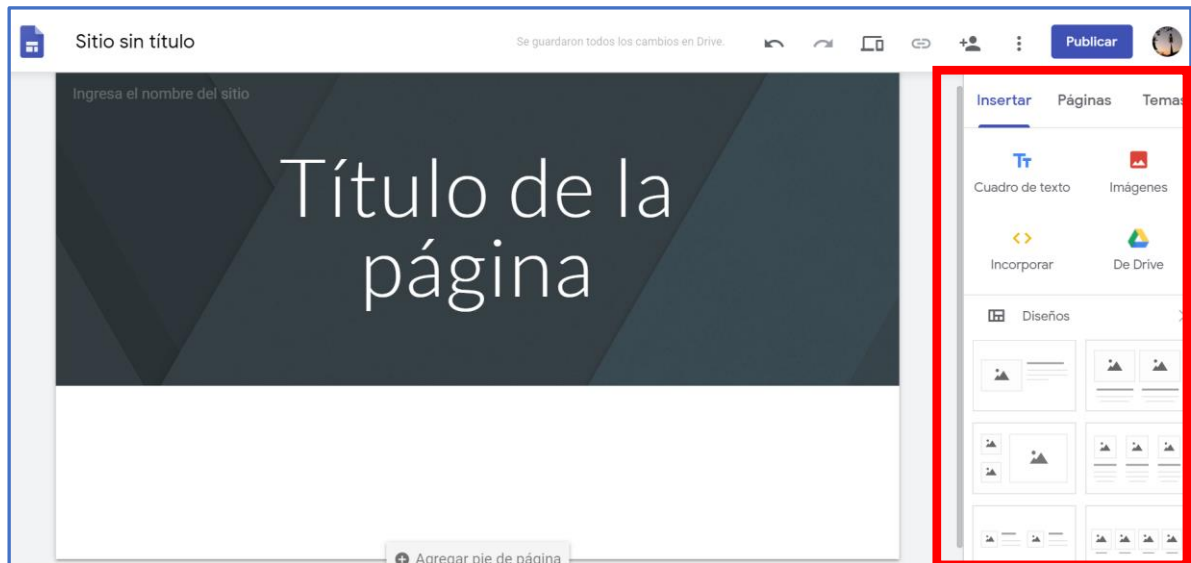 Sitio sin título
Se guardaron todos los cambios en Drive.
Publicar
Ingresa el nombre del sitio
Título de la
página
Agregar pie de página
Insertar Páginas Temas
Cuadro de texto Imágenes
Incorporar De Drive
Diseños